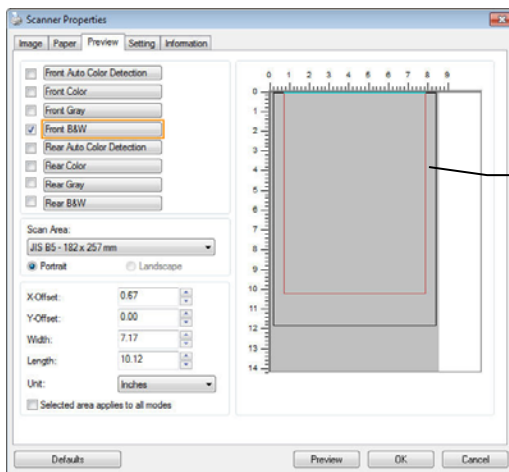 Scanner Properties
Image Paper Preview Setting Information
Front Auto Color Detection
Front Color
Front Gray
Front B&W
Rear Auto Color Detection
Rear Color
Rear Gray
Rear B&W
Scan Area:
JIS B5 - 182 x 257 mm
Portrait Landscape
X-Offset: 0.67
Y-Offset: 0.00
Width: 7.17
Length: 10.12
Unit: Inches
Selected area applies to all modes
0 1 2 3 4 5 6 7 8 9
0
1
2
3
4
5
6
7
8
9
10
11
12
13
14
Defaults Preview OK Cancel